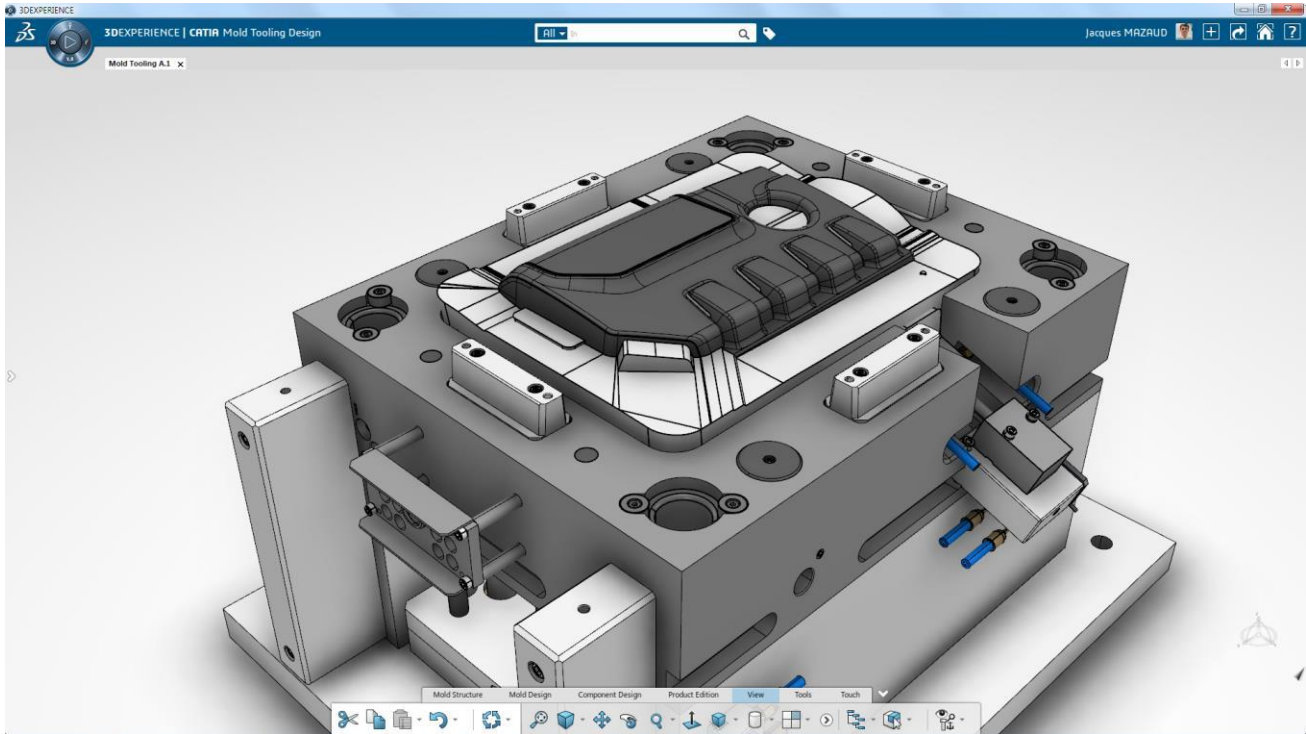 3DEXPERIENCE
3DEXPERIENCE | CATIA Mold Tooling Design
All
In
Jacques MAZAUD
Mold Tooling A.1 x
Mold Structure Mold Design Component Design Product Edition View Tools Touch